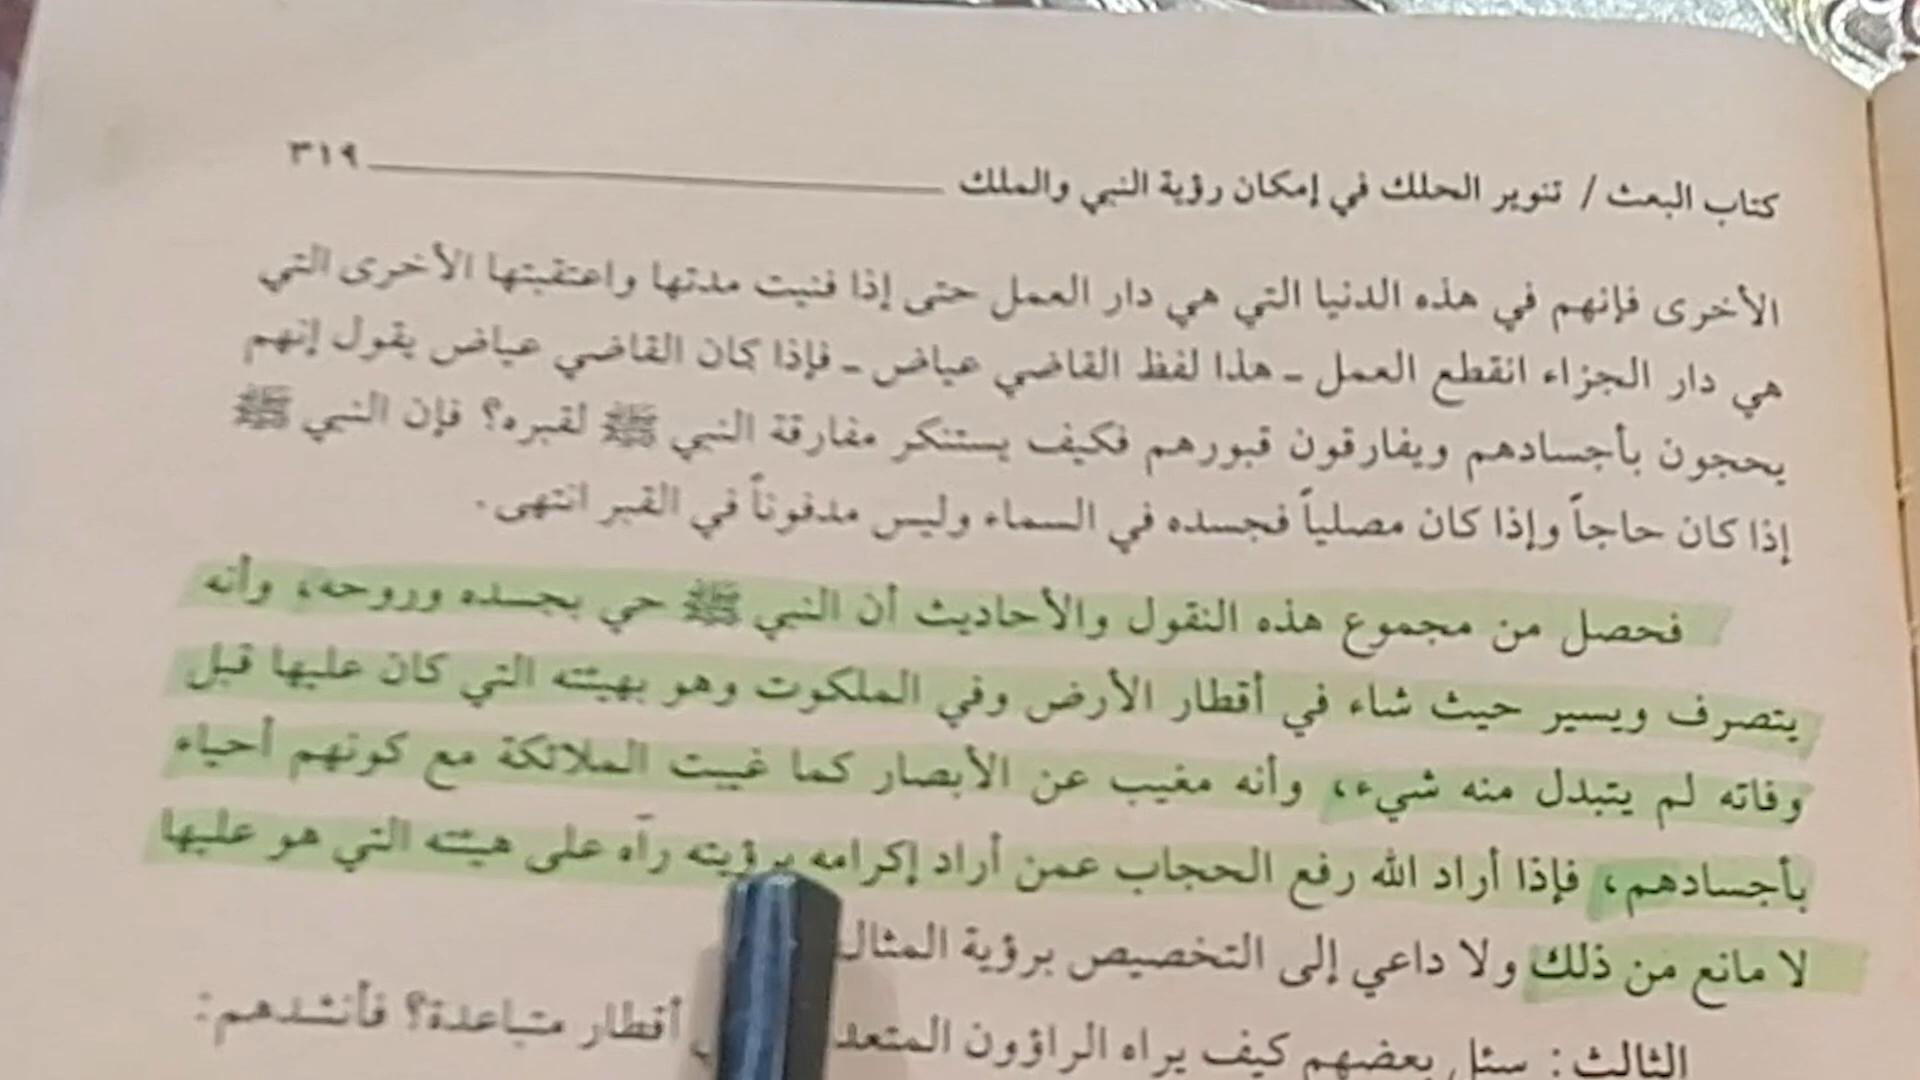 كتاب البعث / تنوير الحلك في إمكان رؤية النبي والملك ٣١٩
الأخرى فإنهم في هذه الدنيا التي هي دار العمل حتى إذا فنيت مدتها واعتقبتها الأخرى التي
هي دار الجزاء انقطع العمل ـ هذا لفظ القاضي عياض ـ فإذا كان القاضي عياض يقول إنهم
يحجون بأجسادهم ويفارقون قبورهم فكيف يستنكر مفارقة النبي ﷺ لقبره؟ فإن النبي ﷺ
إذا كان حاجاً وإذا كان مصلياً فجسده في السماء وليس مدفوناً في القبر انتهى.
فحصل من مجموع هذه النقول والأحاديث أن النبي ﷺ حي بجسده وروحه، وأنه
يتصرف ويسير حيث شاء في أقطار الأرض وفي الملكوت وهو بهيئته التي كان عليها قبل
وفاته لم يتبدل منه شيء، وأنه مغيب عن الأبصار كما غيبت الملائكة مع كونهم أحياء
بأجسادهم، فإذا أراد الله رفع الحجاب عمن أراد إكرامه برؤيته رآه على هيئته التي هو عليها
لا مانع من ذلك ولا داعي إلى التخصيص برؤية المثال
الثالث: سئل بعضهم كيف يراه الراؤون أقطار متباعدة؟ فأنشدهم: